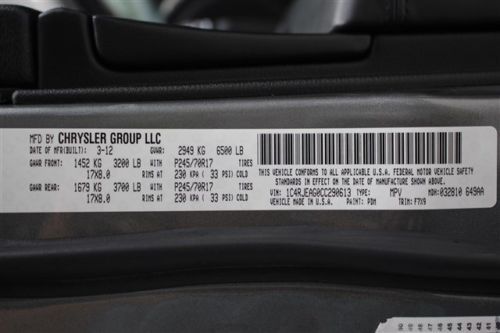 MFD BY CHRYSLER GROUP LLC
DATE OF MFR(BUILT): 3-12 GVWR: 2949 KG 6500 LB
GAWR FRONT: 1452 KG 3200 LB WITH P245/70R17 TIRES
17X8.0 RIMS AT 230 KPA ( 33 PSI) COLD
GAWR REAR: 1679 KG 3700 LB WITH P245/70R17 TIRES
17X8.0 RIMS AT 230 KPA ( 33 PSI) COLD
THIS VEHICLE CONFORMS TO ALL APPLICABLE U.S.A. FEDERAL MOTOR VEHICLE SAFETY
STANDARDS IN EFFECT ON THE DATE OF MANUFACTURE SHOWN ABOVE.
VIN: 1C4RJEAG0CC290613 TYPE: MPV MDH: 032810 649AA
VEHICLE MADE IN U.S.A. PAINT: PDM TRIM: F7X9